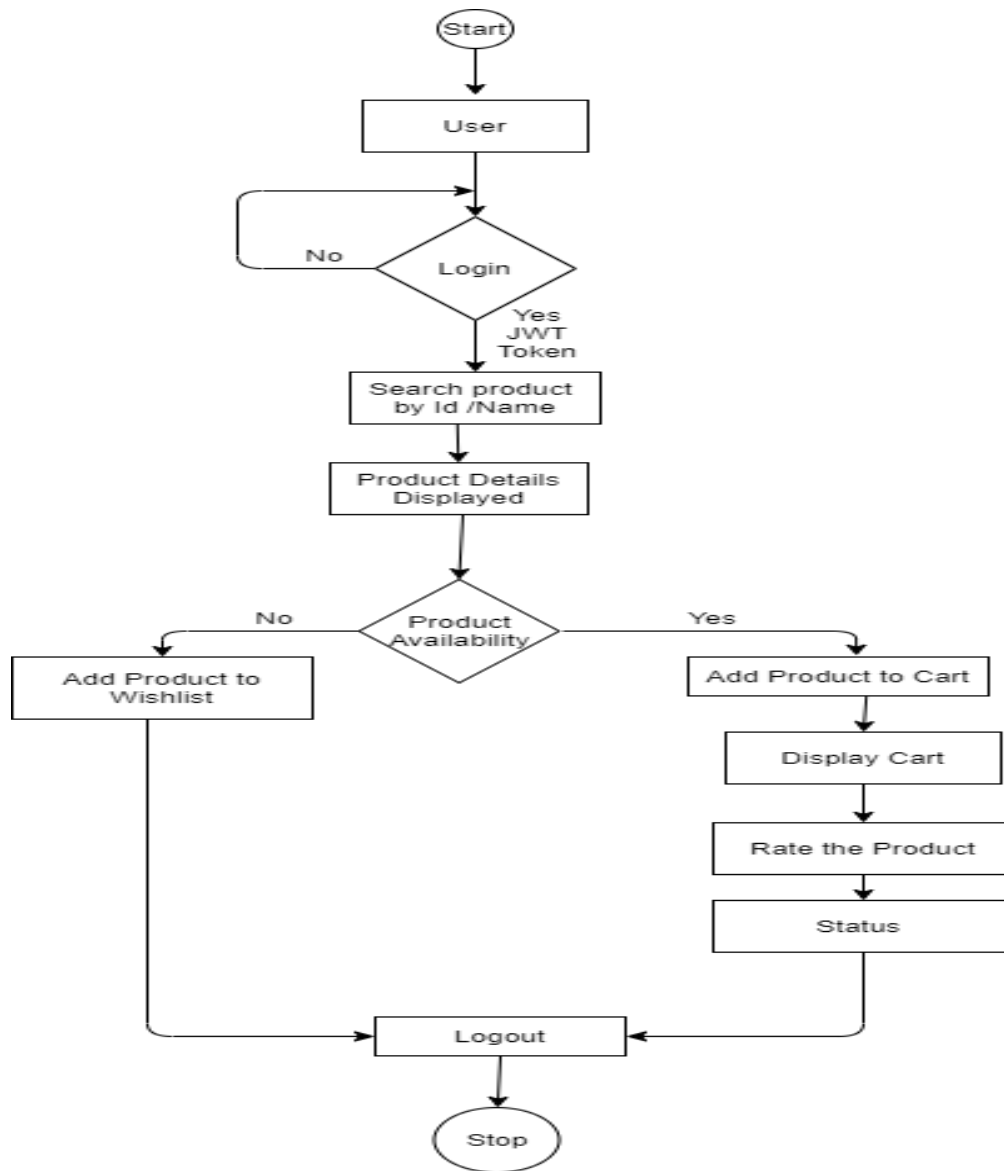 Start
User
No
Login
Yes
JWT
Token
Search product
by Id /Name
Product Details
Displayed
No
Product
Availability
Yes
Add Product to
Wishlist
Add Product to Cart
Display Cart
Rate the Product
Status
Logout
Stop